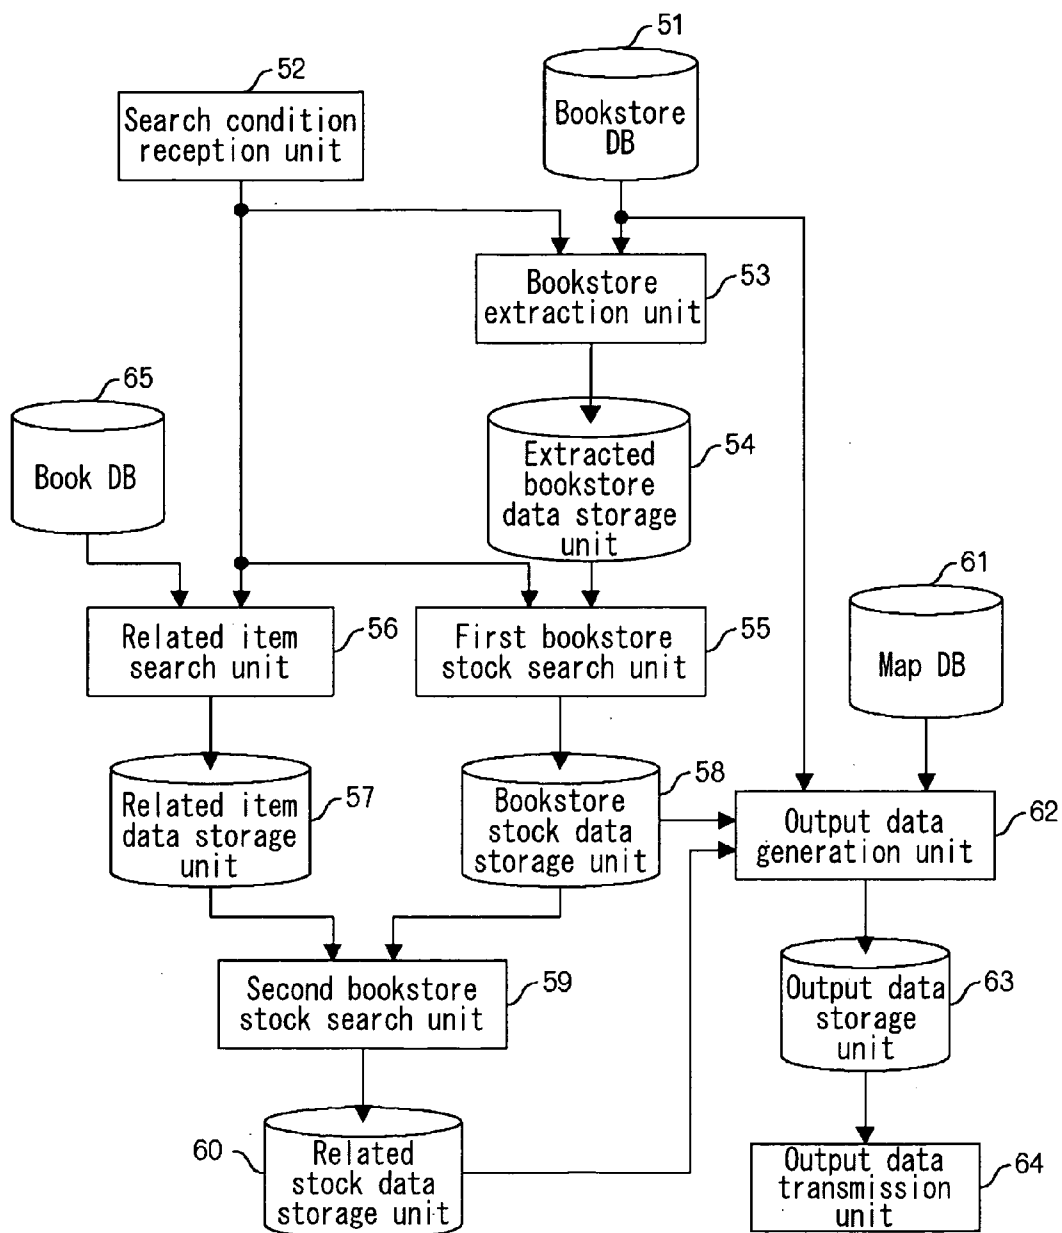 51
52
Search condition
reception unit
Bookstore
DB
53
Bookstore
extraction unit
65
Book DB
54
Extracted
bookstore
data storage
unit
61
Map DB
56
Related item
search unit
55
First bookstore
stock search unit
57
Related item
data storage
unit
58
Bookstore
stock data
storage unit
62
Output data
generation unit
59
Second bookstore
stock search unit
63
Output data
storage
unit
60
Related
stock data
storage unit
64
Output data
transmission
unit